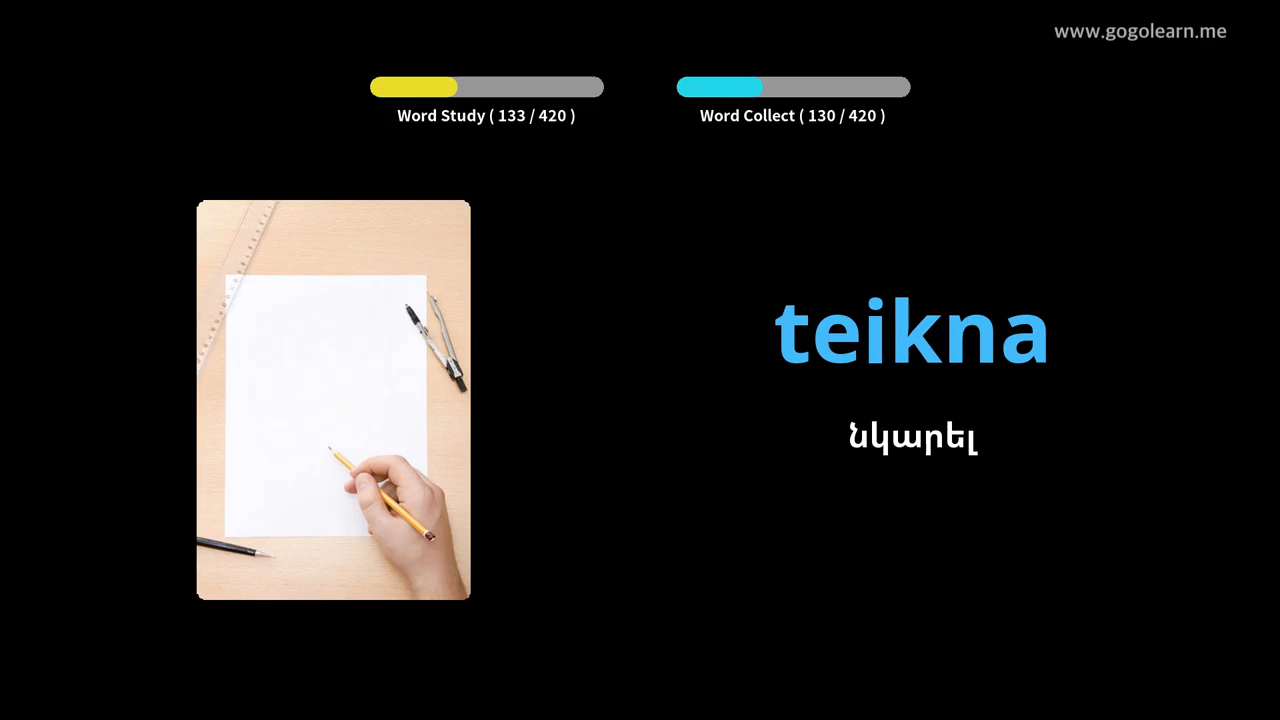 www.gogolearn.me
Word Study ( 133 / 420 )
Word Collect ( 130 / 420 )
teikna
նկարել